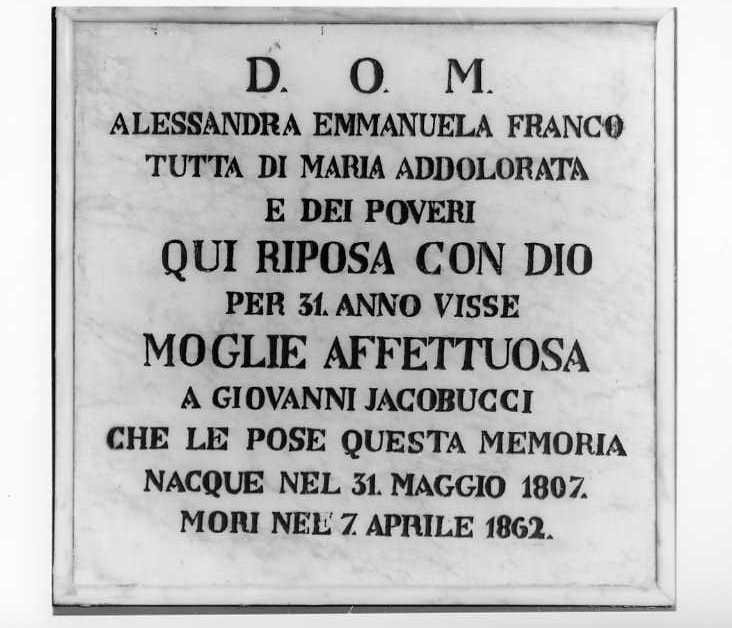 D. O. M.
ALESSANDRA EMMANUELA FRANCO
TUTTA DI MARIA ADDOLORATA
E DEI POVERI
QUI RIPOSA CON DIO
PER 31. ANNO VISSE
MOGLIE AFFETTUOSA
A GIOVANNI JACOBUCCI
CHE LE POSE QUESTA MEMORIA
NACQUE NEL 31. MAGGIO 1807.
MORI NEL 7. APRILE 1862.